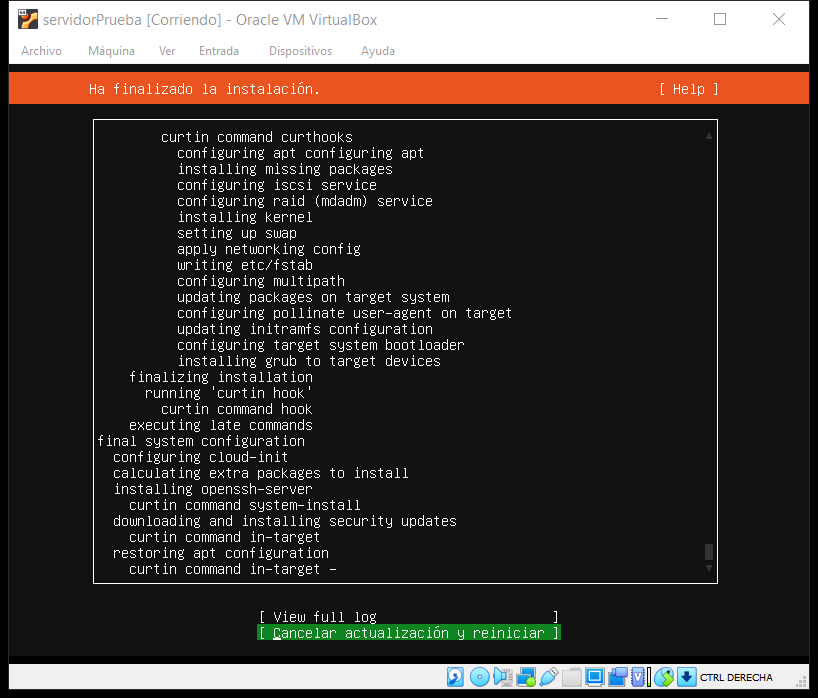 servidorPrueba [Corriendo] - Oracle VM VirtualBox
Archivo Máquina Ver Entrada Dispositivos Ayuda
Ha finalizado la instalación. [ Help ]
curtin command curthooks
configuring apt configuring apt
installing missing packages
configuring iscsi service
configuring raid (mdadm) service
installing kernel
setting up swap
apply networking config
writing etc/fstab
configuring multipath
updating packages on target system
configuring pollinate user-agent on target
updating initramfs configuration
configuring target system bootloader
installing grub to target devices
finalizing installation
running 'curtin hook'
curtin command hook
executing late commands
final system configuration
configuring cloud-init
calculating extra packages to install
installing openssh-server
curtin command system-install
downloading and installing security updates
curtin command in-target
restoring apt configuration
curtin command in-target -
[ View full log ]
[ Cancelar actualización y reiniciar ]
CTRL DERECHA